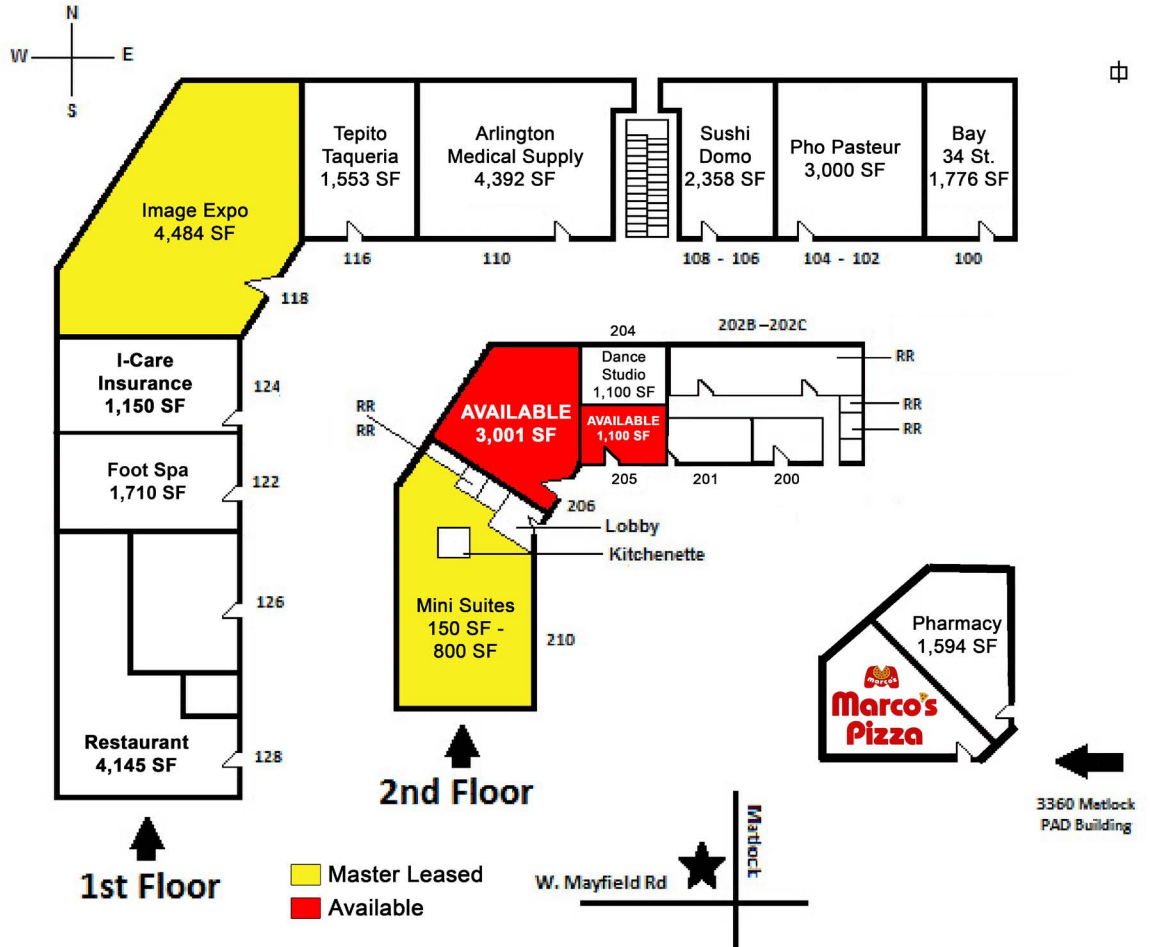 N
W
E
S
Tepito
Taqueria
1,553 SF
Arlington
Medical Supply
4,392 SF
Sushi
Domo
2,358 SF
Pho Pasteur
3,000 SF
Bay
34 St.
1,776 SF
Image Expo
4,484 SF
116
110
108 - 106
104 - 102
100
118
I-Care
Insurance
1,150 SF
124
Foot Spa
1,710 SF
122
126
Restaurant
4,145 SF
128
1st Floor
204
202B-202C
Dance
Studio
1,100 SF
RR
RR
RR
RR
RR
AVAILABLE
3,001 SF
AVAILABLE
1,100 SF
205
201
200
206
Lobby
Kitchenette
Mini Suites
150 SF -
800 SF
210
2nd Floor
Pharmacy
1,594 SF
Marco's
Marco's
Pizza
3360 Matlock
PAD Building
Master Leased
Available
Matlock
W. Mayfield Rd